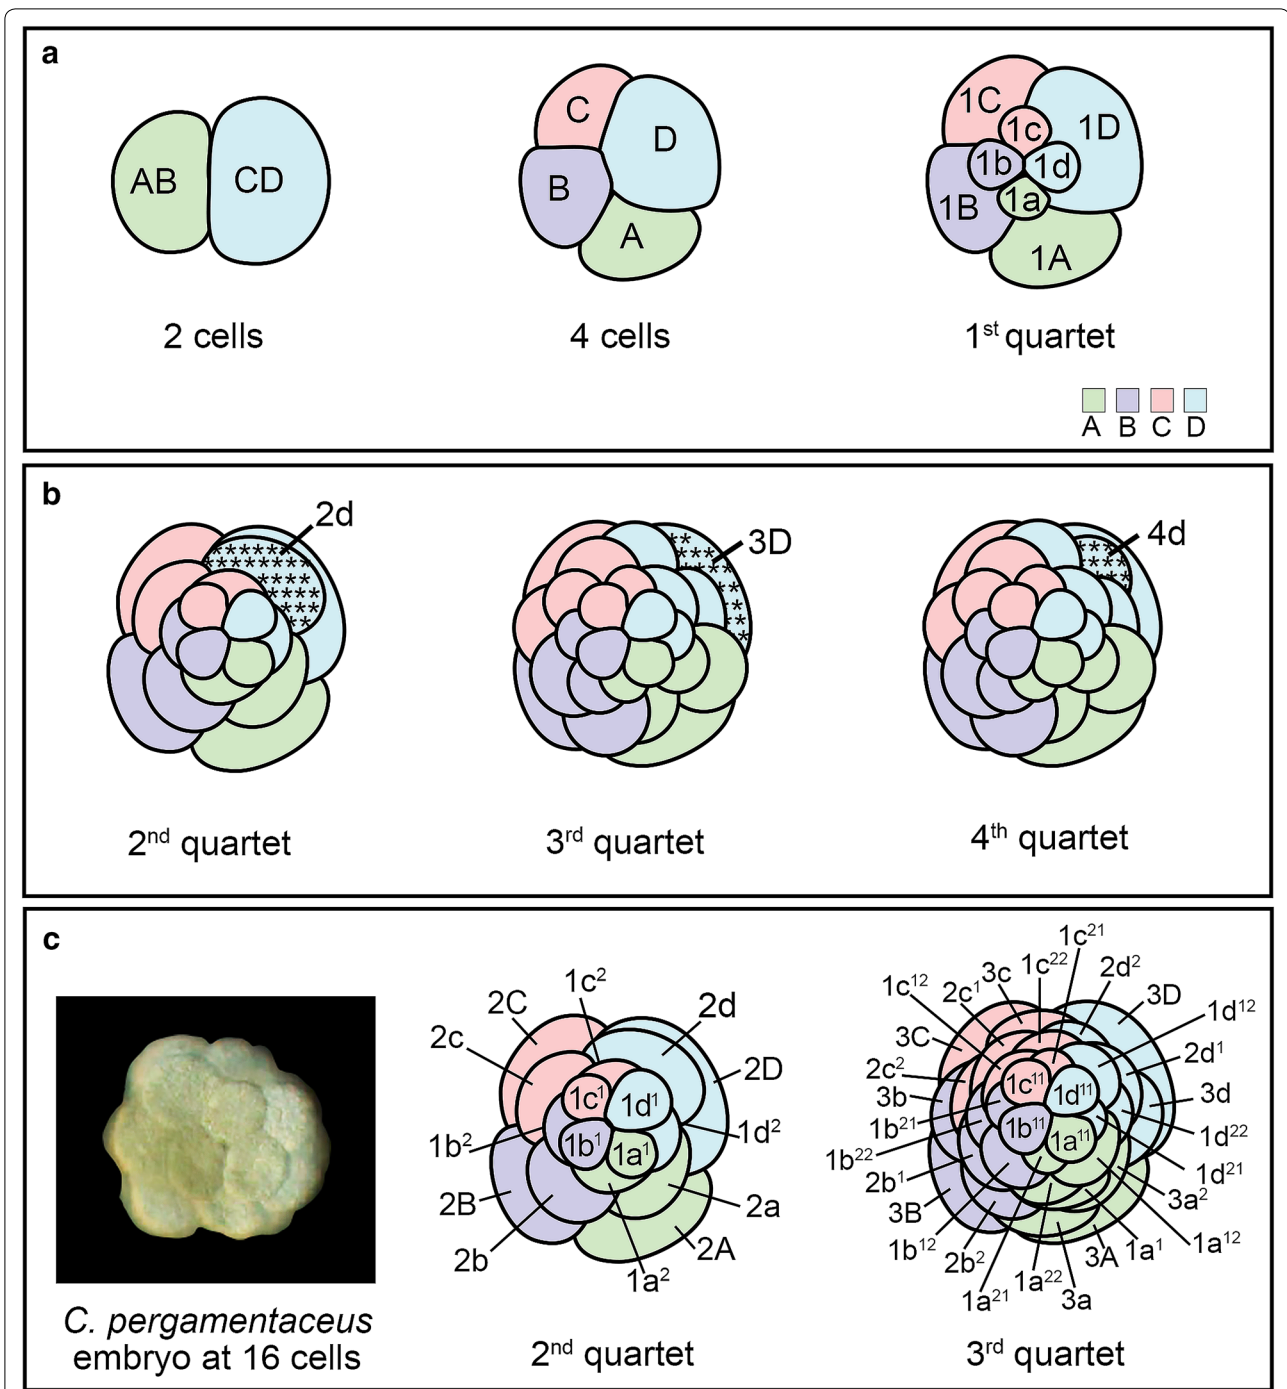 a
AB
CD
C
D
B
A
1C
1c
1D
1b
1d
1B
1a
1A
2 cells
4 cells
1st quartet
A B C D
b
2d
3D
4d
2nd quartet
3rd quartet
4th quartet
c
1c²
2C
2d
2c
2D
1c¹
1d¹
1b²
1b¹
1a¹
1d²
2B
2a
2b
2A
1a²
1c²¹
3c
1c²²
2d²
1c¹²
2c¹
3D
1d¹²
3C
2d¹
2c²
3b
1c¹¹
1d¹¹
3d
1b²¹
1b¹¹
1a¹¹
1d²²
1b²²
2b¹
1d²¹
3a²
3B
1b¹²
2b²
1a²²
3A
1a¹
1a¹²
1a²¹
3a
C. pergamentaceus
embryo at 16 cells
2nd quartet
3rd quartet